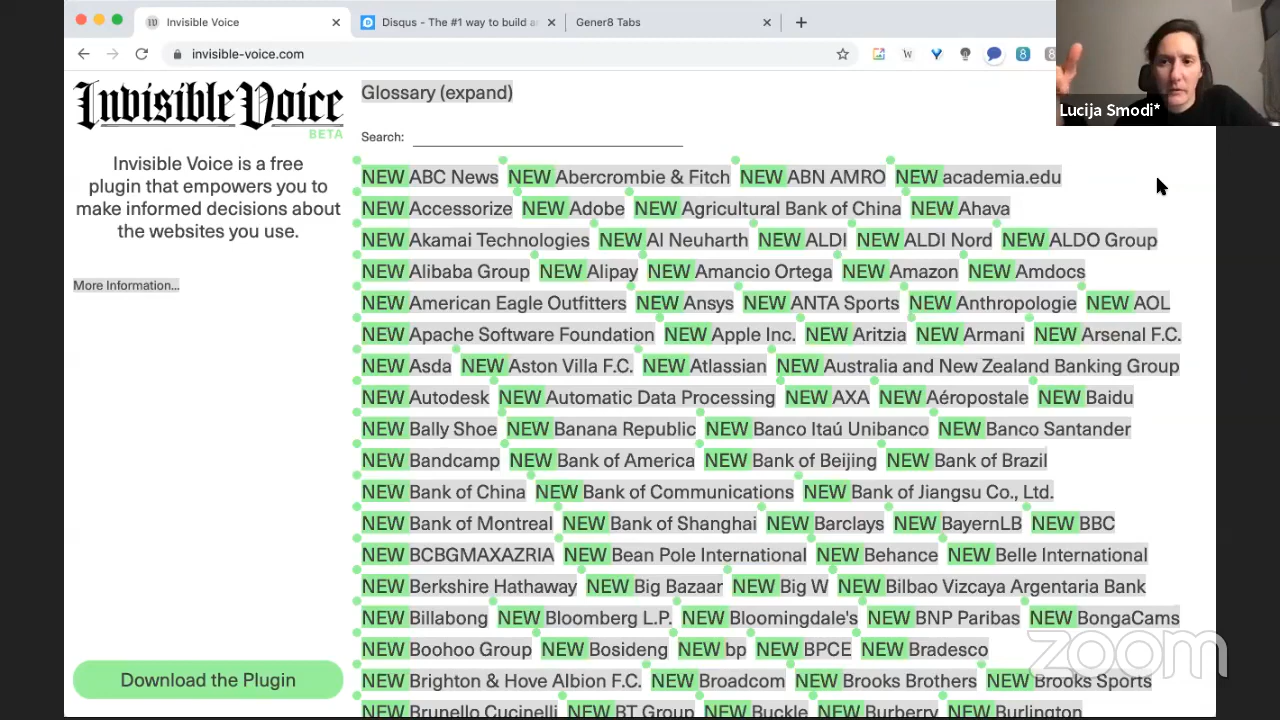 Invisible Voice
Disqus - The #1 way to build a
Gener8 Tabs
invisible-voice.com
Lucija Smodi*
Invisible Voice
BETA
Invisible Voice is a free
plugin that empowers you to
make informed decisions about
the websites you use.
More Information...
Download the Plugin
Glossary (expand)
Search:
NEW ABC News NEW Abercrombie & Fitch NEW ABN AMRO NEW academia.edu
NEW Accessorize NEW Adobe NEW Agricultural Bank of China NEW Ahava
NEW Akamai Technologies NEW Al Neuharth NEW ALDI NEW ALDI Nord NEW ALDO Group
NEW Alibaba Group NEW Alipay NEW Amancio Ortega NEW Amazon NEW Amdocs
NEW American Eagle Outfitters NEW Ansys NEW ANTA Sports NEW Anthropologie NEW AOL
NEW Apache Software Foundation NEW Apple Inc. NEW Aritzia NEW Armani NEW Arsenal F.C.
NEW Asda NEW Aston Villa F.C. NEW Atlassian NEW Australia and New Zealand Banking Group
NEW Autodesk NEW Automatic Data Processing NEW AXA NEW Aéropostale NEW Baidu
NEW Bally Shoe NEW Banana Republic NEW Banco Itaú Unibanco NEW Banco Santander
NEW Bandcamp NEW Bank of America NEW Bank of Beijing NEW Bank of Brazil
NEW Bank of China NEW Bank of Communications NEW Bank of Jiangsu Co., Ltd.
NEW Bank of Montreal NEW Bank of Shanghai NEW Barclays NEW BayernLB NEW BBC
NEW BCBGMAXAZRIA NEW Bean Pole International NEW Behance NEW Belle International
NEW Berkshire Hathaway NEW Big Bazaar NEW Big W NEW Bilbao Vizcaya Argentaria Bank
NEW Billabong NEW Bloomberg L.P. NEW Bloomingdale's NEW BNP Paribas NEW BongaCams
NEW Boohoo Group NEW Bosideng NEW bp NEW BPCE NEW Bradesco
NEW Brighton & Hove Albion F.C. NEW Broadcom NEW Brooks Brothers NEW Brooks Sports
NEW Brunello Cucinelli NEW BT Group NEW Buckle NEW Burberry NEW Burlington
zoom